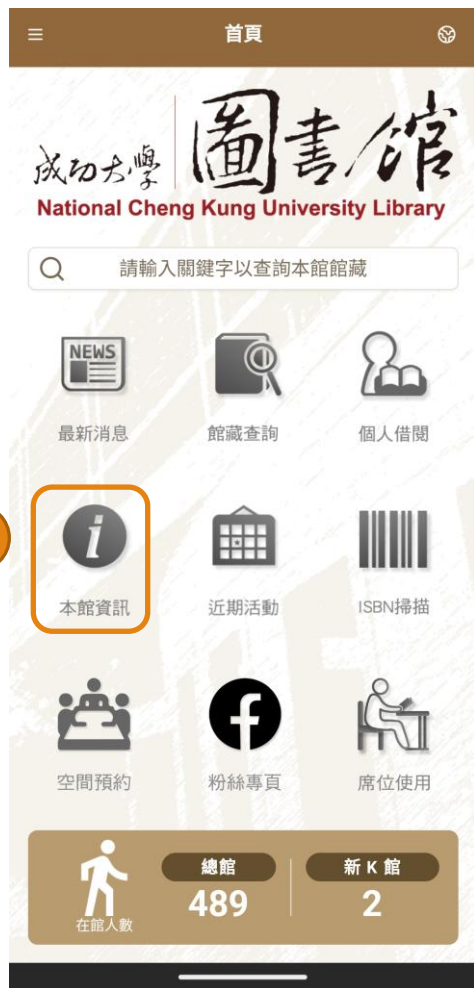 首頁
成功大學
圖書館
National Cheng Kung University Library
請輸入關鍵字以查詢本館館藏
NEWS
最新消息
館藏查詢
個人借閱
i
本館資訊
近期活動
ISBN掃描
f
空間預約
粉絲專頁
席位使用
總館
新 K 館
489
2
在館人數